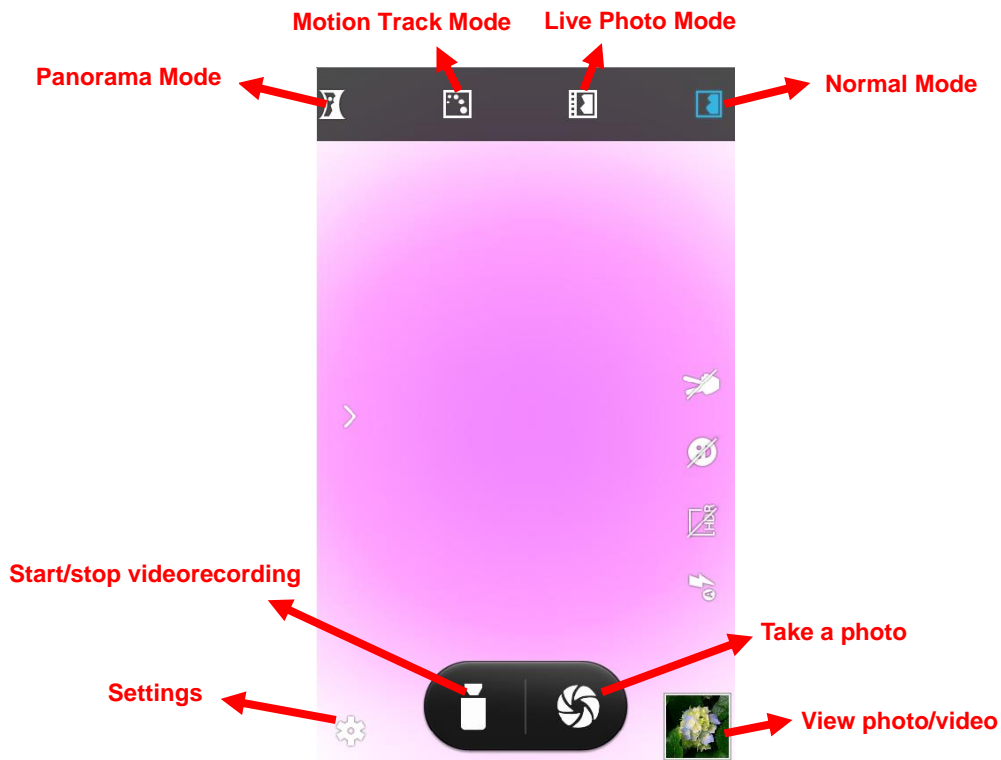 Motion Track Mode
Live Photo Mode
Panorama Mode
Normal Mode
HDR
A
Start/stop videorecording
Take a photo
Settings
View photo/video